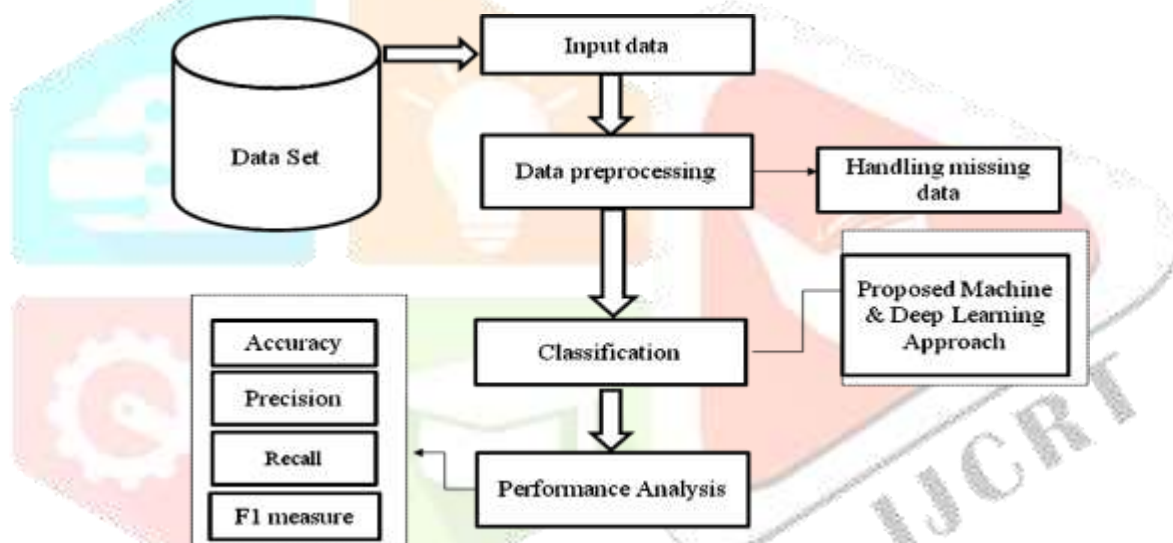 Input data
Data Set
Data preprocessing
Handling missing
data
Proposed Machine
& Deep Learning
Approach
Classification
Accuracy
Precision
Recall
F1 measure
Performance Analysis
IJCRT